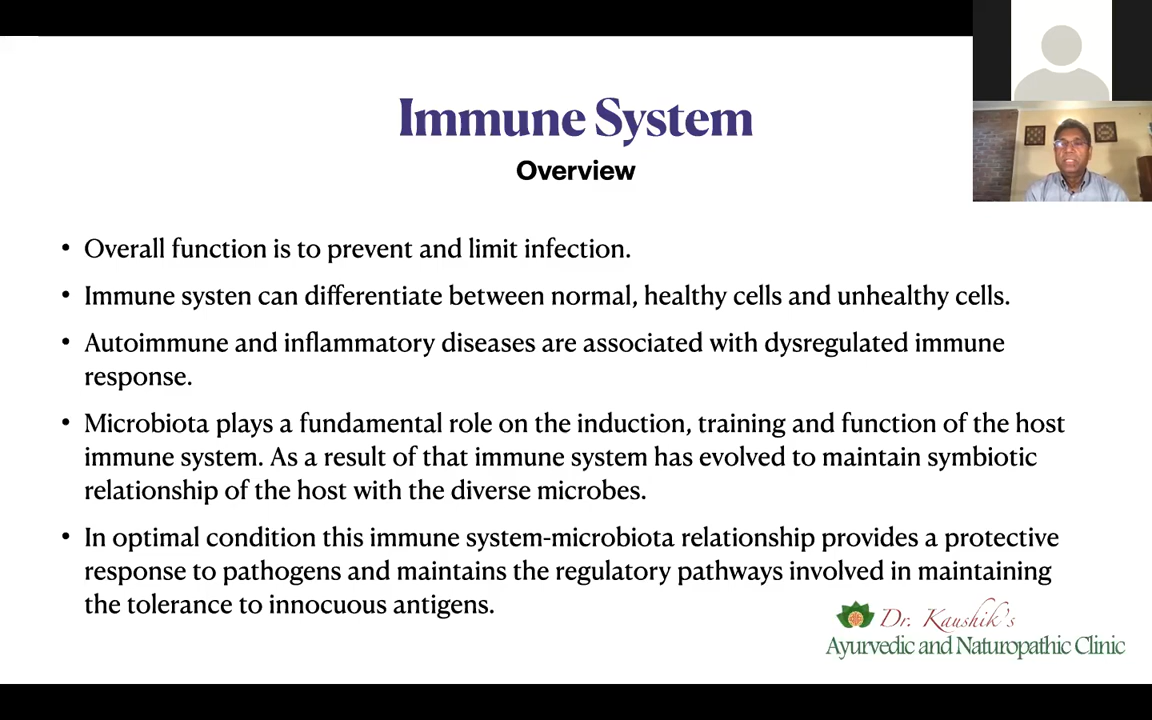 Immune System
Overview
• Overall function is to prevent and limit infection.
• Immune systen can differentiate between normal, healthy cells and unhealthy cells.
• Autoimmune and inflammatory diseases are associated with dysregulated immune
response.
• Microbiota plays a fundamental role on the induction, training and function of the host
immune system. As a result of that immune system has evolved to maintain symbiotic
relationship of the host with the diverse microbes.
• In optimal condition this immune system-microbiota relationship provides a protective
response to pathogens and maintains the regulatory pathways involved in maintaining
the tolerance to innocuous antigens.
Dr. Kaushik's
Ayurvedic and Naturopathic Clinic